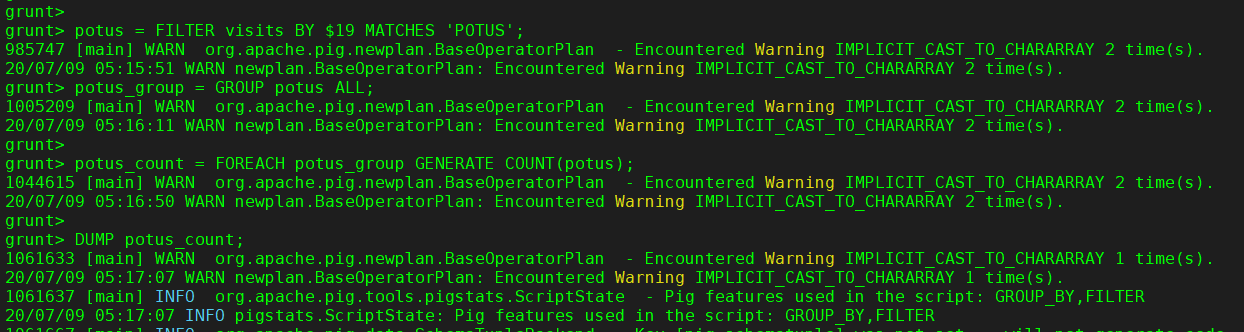 grunt>
grunt> potus = FILTER visits BY $19 MATCHES 'POTUS';
985747 [main] WARN  org.apache.pig.newplan.BaseOperatorPlan  - Encountered Warning IMPLICIT_CAST_TO_CHARARRAY 2 time(s).
20/07/09 05:15:51 WARN newplan.BaseOperatorPlan: Encountered Warning IMPLICIT_CAST_TO_CHARARRAY 2 time(s).
grunt> potus_group = GROUP potus ALL;
1005209 [main] WARN  org.apache.pig.newplan.BaseOperatorPlan  - Encountered Warning IMPLICIT_CAST_TO_CHARARRAY 2 time(s).
20/07/09 05:16:11 WARN newplan.BaseOperatorPlan: Encountered Warning IMPLICIT_CAST_TO_CHARARRAY 2 time(s).
grunt>
grunt> potus_count = FOREACH potus_group GENERATE COUNT(potus);
1044615 [main] WARN  org.apache.pig.newplan.BaseOperatorPlan  - Encountered Warning IMPLICIT_CAST_TO_CHARARRAY 2 time(s).
20/07/09 05:16:50 WARN newplan.BaseOperatorPlan: Encountered Warning IMPLICIT_CAST_TO_CHARARRAY 2 time(s).
grunt>
grunt> DUMP potus_count;
1061633 [main] WARN  org.apache.pig.newplan.BaseOperatorPlan  - Encountered Warning IMPLICIT_CAST_TO_CHARARRAY 1 time(s).
20/07/09 05:17:07 WARN newplan.BaseOperatorPlan: Encountered Warning IMPLICIT_CAST_TO_CHARARRAY 1 time(s).
1061637 [main] INFO  org.apache.pig.tools.pigstats.ScriptState  - Pig features used in the script: GROUP_BY,FILTER
20/07/09 05:17:07 INFO pigstats.ScriptState: Pig features used in the script: GROUP_BY,FILTER